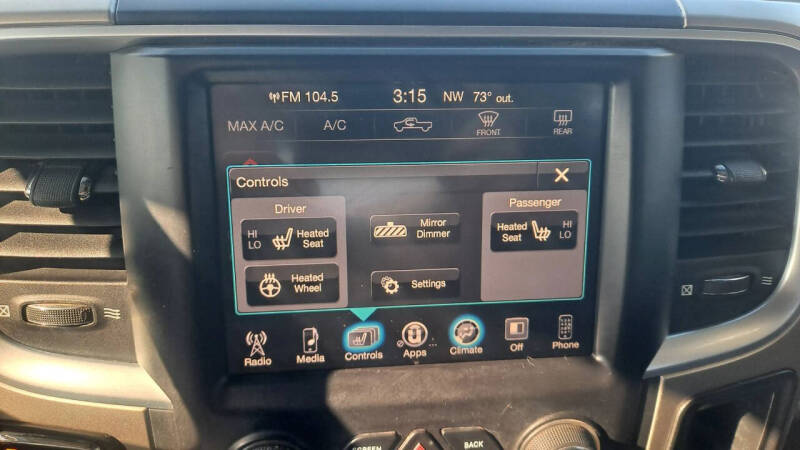 FM 104.5 3:15 NW 73° out.
MAX A/C A/C FRONT REAR
Controls X
Driver
HI LO Heated Seat
Heated Wheel
Mirror Dimmer
Settings
Passenger
Heated Seat HI LO
Radio Media Controls Apps Climate Off Phone
SCREEN BACK